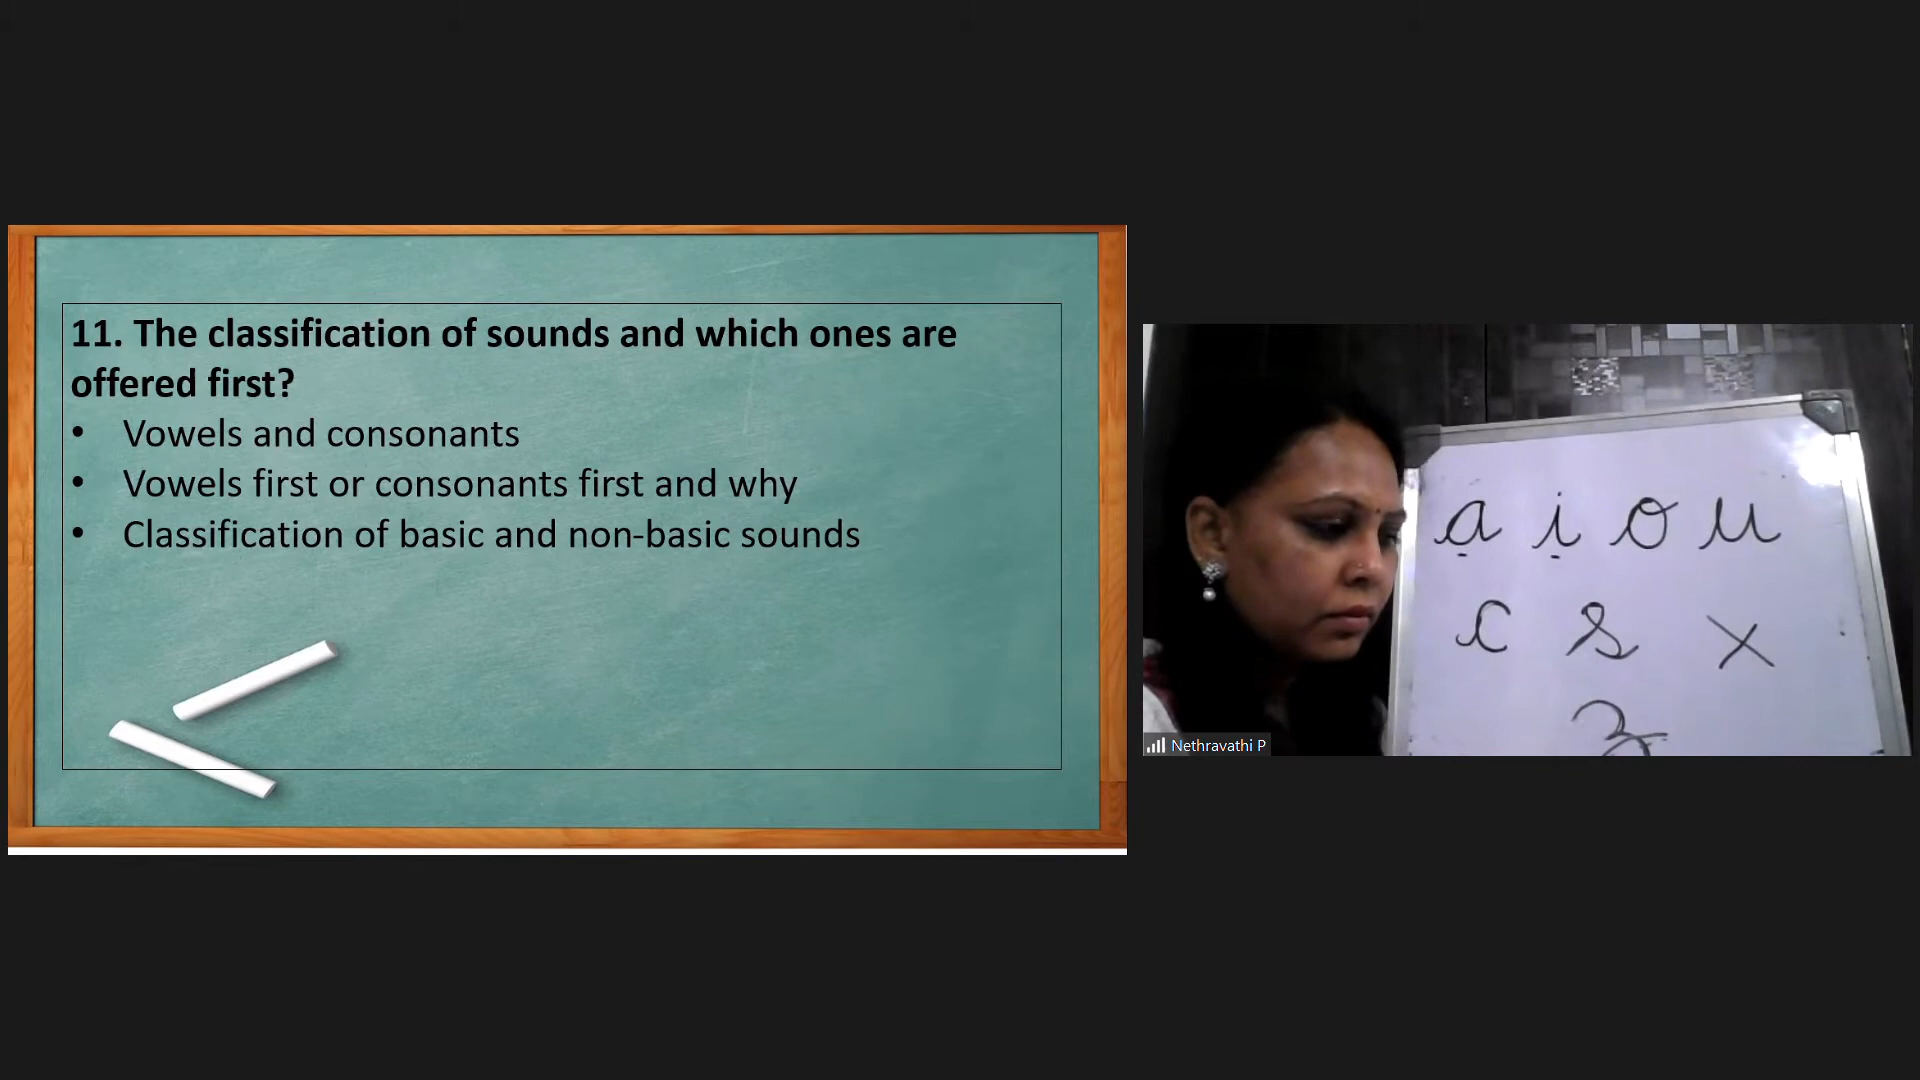 11. The classification of sounds and which ones are
offered first?
• Vowels and consonants
• Vowels first or consonants first and why
• Classification of basic and non-basic sounds
a i o u
c s x
z
Nethravathi P